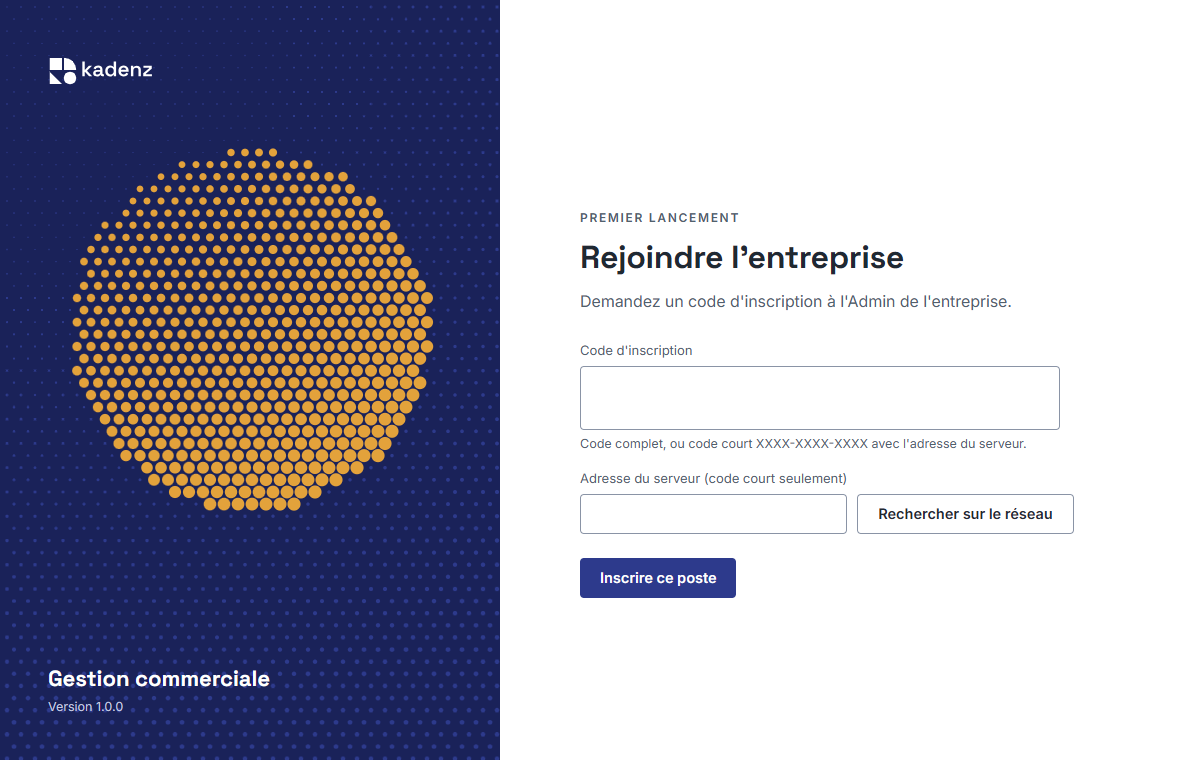 kadenz
Gestion commerciale
Version 1.0.0
PREMIER LANCEMENT
Rejoindre l’entreprise
Demandez un code d'inscription à l'Admin de l'entreprise.
Code d'inscription
Code complet, ou code court XXXX-XXXX-XXXX avec l'adresse du serveur.
Adresse du serveur (code court seulement)
Rechercher sur le réseau
Inscrire ce poste